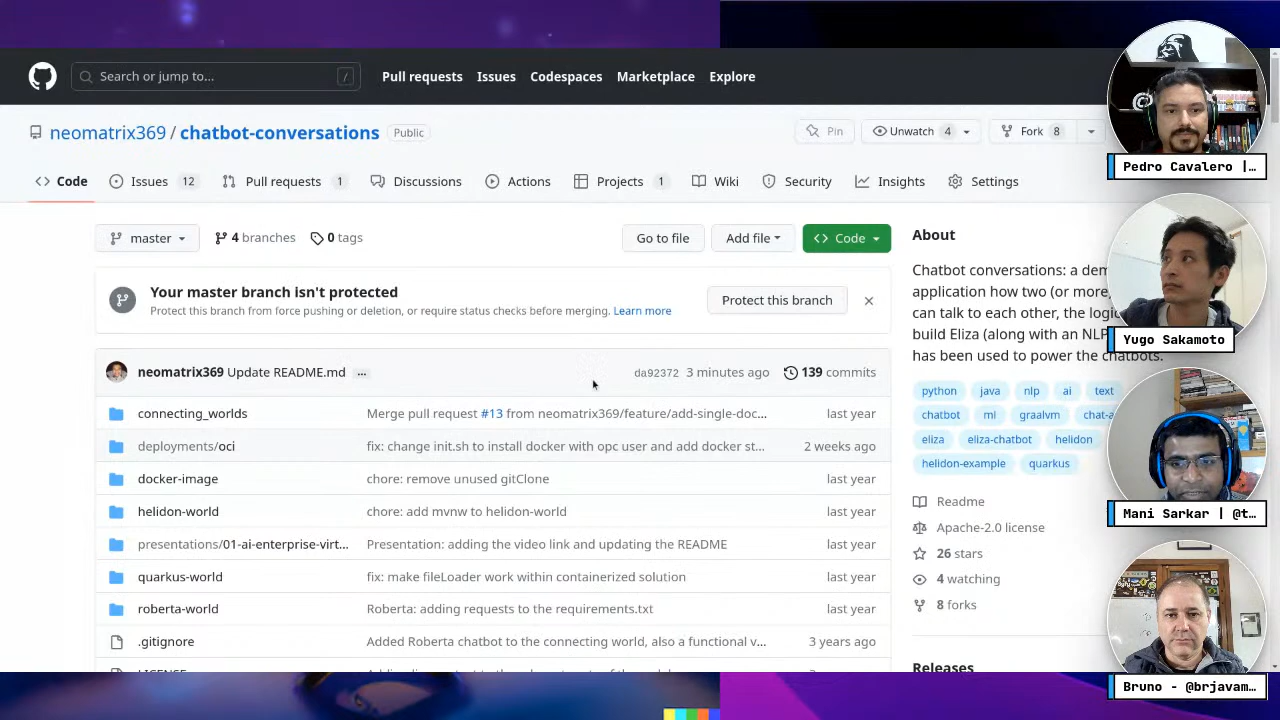 Search or jump to...
/
Pull requests
Issues
Codespaces
Marketplace
Explore
neomatrix369 / chatbot-conversations
Public
Pin
Unwatch 4
Fork 8
Code
Issues 12
Pull requests 1
Discussions
Actions
Projects 1
Wiki
Security
Insights
Settings
master
4 branches
0 tags
Go to file
Add file
Code
Your master branch isn't protected
Protect this branch from force pushing or deletion, or require status checks before merging. Learn more
Protect this branch
neomatrix369 Update README.md ...
da92372 3 minutes ago
139 commits
connecting_worlds
Merge pull request #13 from neomatrix369/feature/add-single-doc...
last year
deployments/oci
fix: change init.sh to install docker with opc user and add docker st...
2 weeks ago
docker-image
chore: remove unused gitClone
last year
helidon-world
chore: add mvnw to helidon-world
last year
presentations/01-ai-enterprise-virt...
Presentation: adding the video link and updating the README
last year
quarkus-world
fix: make fileLoader work within containerized solution
last year
roberta-world
Roberta: adding requests to the requirements.txt
last year
.gitignore
Added Roberta chatbot to the connecting world, also a functional v...
3 years ago
About
Chatbot conversations: a dem
application how two (or more,
can talk to each other, the logic
build Eliza (along with an NLP
has been used to power the chatbots.
python
java
nlp
ai
text
chatbot
ml
graalvm
chat-a
eliza
eliza-chatbot
helidon
helidon-example
quarkus
Readme
Apache-2.0 license
26 stars
4 watching
8 forks
Releases
Pedro Cavalero |...
Yugo Sakamoto
Mani Sarkar | @t...
Bruno - @brjavam...